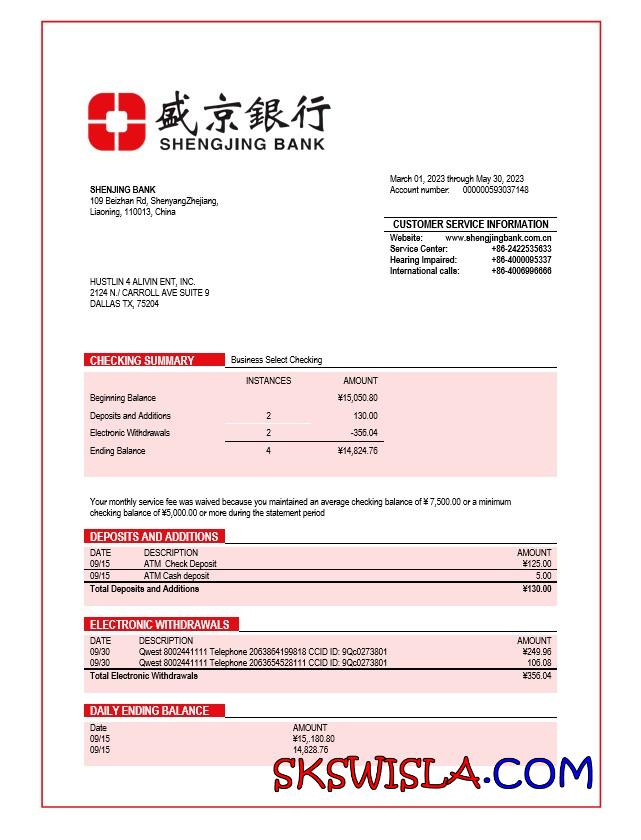 盛京銀行
SHENGJING BANK
March 01, 2023 through May 30, 2023
Account number: 000000593037148
SHENJING BANK
109 Beizhan Rd, ShenyangZhejiang,
Liaoning, 110013, China
CUSTOMER SERVICE INFORMATION
Website: www.shengjingbank.com.cn
Service Center: +86-2422535633
Hearing Impaired: +86-4000095337
International calls: +86-4006996666
HUSTLIN 4 ALIVIN ENT, INC.
2124 N./ CARROLL AVE SUITE 9
DALLAS TX, 75204
CHECKING SUMMARY Business Select Checking
INSTANCES AMOUNT
Beginning Balance ¥15,050.80
Deposits and Additions 2 130.00
Electronic Withdrawals 2 -356.04
Ending Balance 4 ¥14,824.76
Your monthly service fee was waived because you maintained an average checking balance of ¥ 7,500.00 or a minimum
checking balance of ¥5,000.00 or more during the statement period
DEPOSITS AND ADDITIONS
DATE DESCRIPTION AMOUNT
09/15 ATM Check Deposit ¥125.00
09/15 ATM Cash deposit 5.00
Total Deposits and Additions ¥130.00
ELECTRONIC WITHDRAWALS
DATE DESCRIPTION AMOUNT
09/30 Qwest 8002441111 Telephone 2063864199818 CCID ID: 9Qc0273801 ¥249.96
09/30 Qwest 8002441111 Telephone 2063654528111 CCID ID: 9Qc0273801 106.08
Total Electronic Withdrawals ¥356.04
DAILY ENDING BALANCE
Date AMOUNT
09/15 ¥15,.180.80
09/15 14,828.76
SKSWISLA.COM